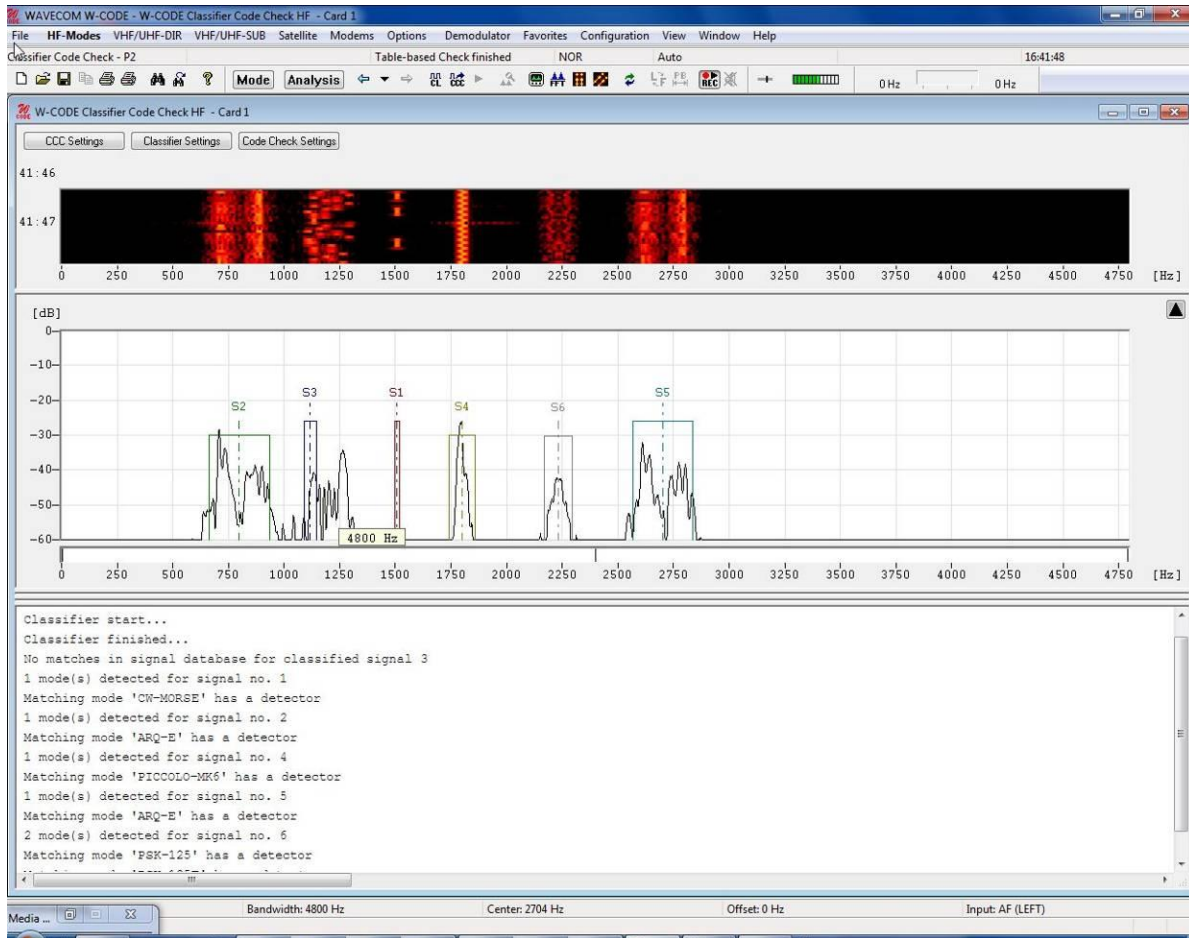 WAVECOM W-CODE - W-CODE Classifier Code Check HF - Card 1
File HF-Modes VHF/UHF-DIR VHF/UHF-SUB Satellite Modems Options Demodulator Favorites Configuration View Window Help
Classifier Code Check - P2 Table-based Check finished NOR Auto 16:41:48
Mode Analysis REC 0 Hz 0 Hz
W-CODE Classifier Code Check HF - Card 1
CCC Settings Classifier Settings Code Check Settings
41:46
41:47
0 250 500 750 1000 1250 1500 1750 2000 2250 2500 2750 3000 3250 3500 3750 4000 4250 4500 4750 [Hz]
[dB]
0
-10
-20
-30
-40
-50
-60
S2 S3 S1 S4 S6 S5
4800 Hz
0 250 500 750 1000 1250 1500 1750 2000 2250 2500 2750 3000 3250 3500 3750 4000 4250 4500 4750 [Hz]
Classifier start...
Classifier finished...
No matches in signal database for classified signal 3
1 mode(s) detected for signal no. 1
Matching mode 'CW-MORSE' has a detector
1 mode(s) detected for signal no. 2
Matching mode 'ARQ-E' has a detector
1 mode(s) detected for signal no. 4
Matching mode 'PICCOLO-MK6' has a detector
1 mode(s) detected for signal no. 5
Matching mode 'ARQ-E' has a detector
2 mode(s) detected for signal no. 6
Matching mode 'PSK-125' has a detector
Media ... Bandwidth: 4800 Hz Center: 2704 Hz Offset: 0 Hz Input: AF (LEFT)